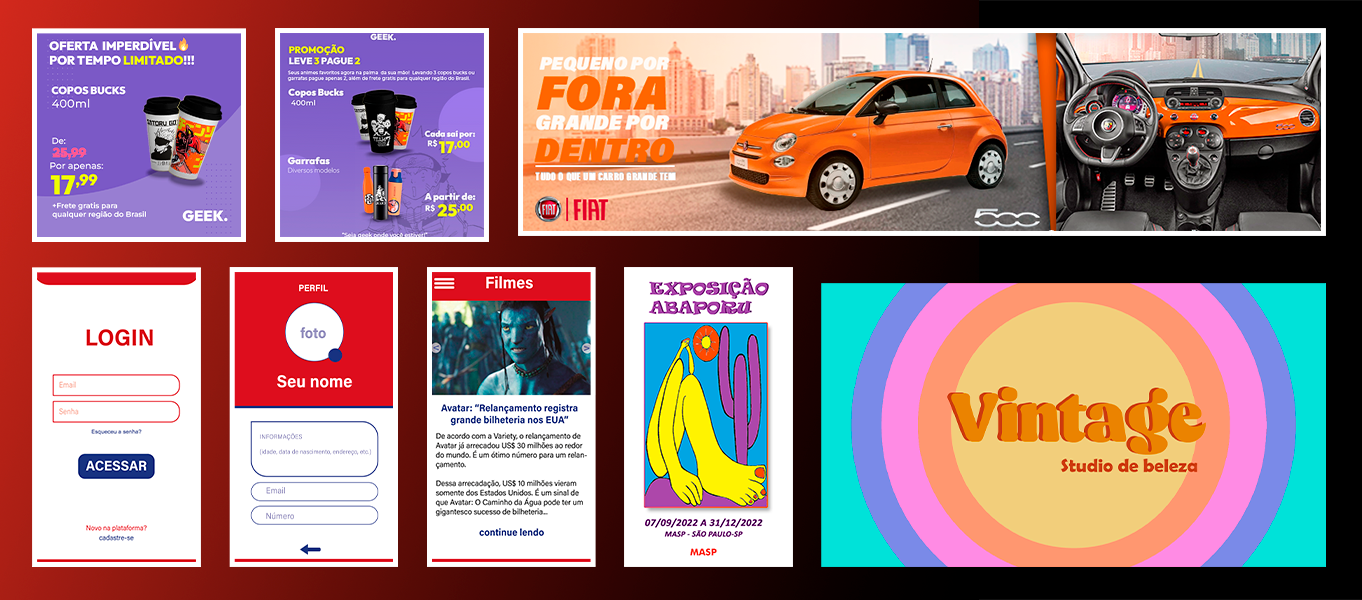 OFERTA IMPERDÍVEL🔥
POR TEMPO LIMITADO!!!
COPOS BUCKS
400ml
De:
35,99
Por apenas:
17,99
+Frete gratis para
qualquer região do Brasil
GEEK.
GEEK.
PROMOÇÃO
LEVE 3 PAGUE 2
Seus animes favoritos agora na palma da sua mão! Levando 3 copos bucks ou
garrafas pague apenas 2, além de frete gratis para qualquer região do Brasil.
Copos Bucks
400ml
Cada sai por:
R$ 17,00
Garrafas
Diversos modelos
A partir de:
R$ 25,00
"Seja geek onde você estiver!"
PEQUENO POR
FORA
GRANDE POR
DENTRO
TUDO O QUE UM CARRO GRANDE TEM
FIAT
FIAT
500
LOGIN
Email
Senha
Esqueceu a senha?
ACESSAR
Novo na plataforma?
cadastre-se
PERFIL
foto
Seu nome
INFORMAÇÕES
(idade, data de nascimento, endereço, etc.)
Email
Número
Filmes
Avatar: "Relançamento registra
grande bilheteria nos EUA"
De acordo com a Variety, o relançamento de
Avatar já arrecadou US$ 30 milhões ao redor
do mundo. É um ótimo número para um relan-
çamento.
Dessa arrecadação, US$ 10 milhões vieram
somente dos Estados Unidos. É um sinal de
que Avatar: O Caminho da Água pode ter um
gigantesco sucesso de bilheteria...
continue lendo
EXPOSIÇÃO
ABAPORU
07/09/2022 A 31/12/2022
MASP - SÃO PAULO-SP
MASP
Vintage
Studio de beleza